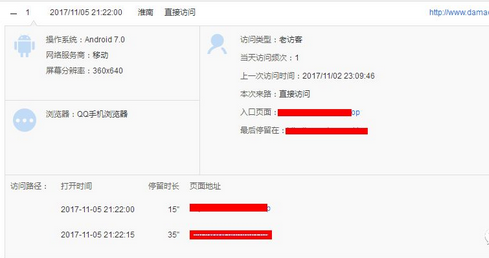 1 2017/11/05 21:22:00 淮南 直接访问 http://www.damao
操作系统：Android 7.0
网络服务商：移动
屏幕分辨率：360x640
浏览器：QQ手机浏览器
访问类型：老访客
当天访问频次：1
上一次访问时间：2017/11/02 23:09:46
本次来路：直接访问
入口页面：
最后停留在：
访问路径： 打开时间 停留时长 页面地址
2017-11-05 21:22:00 15"
2017-11-05 21:22:15 35"